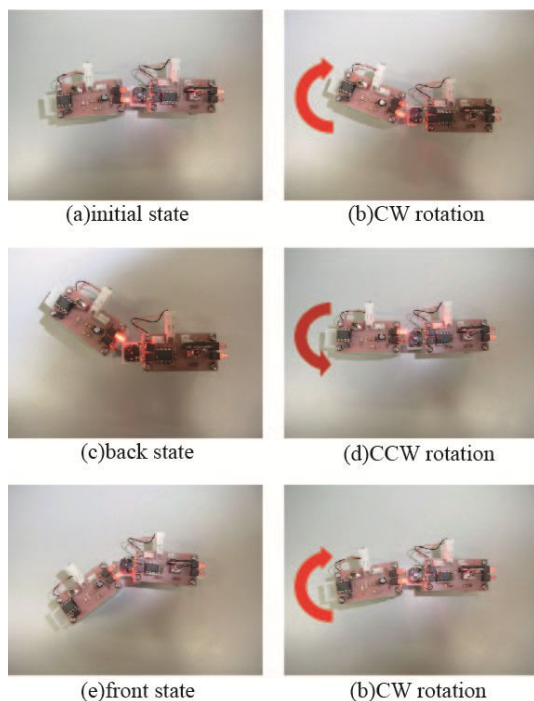 (a)initial state
(b)CW rotation
(c)back state
(d)CCW rotation
(e)front state
(b)CW rotation